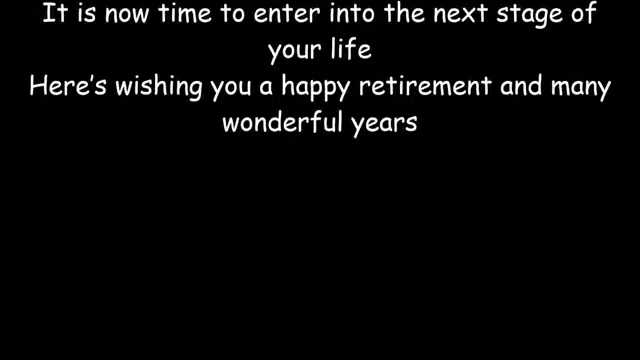 It is now time to enter into the next stage of
your life
Here’s wishing you a happy retirement and many
wonderful years